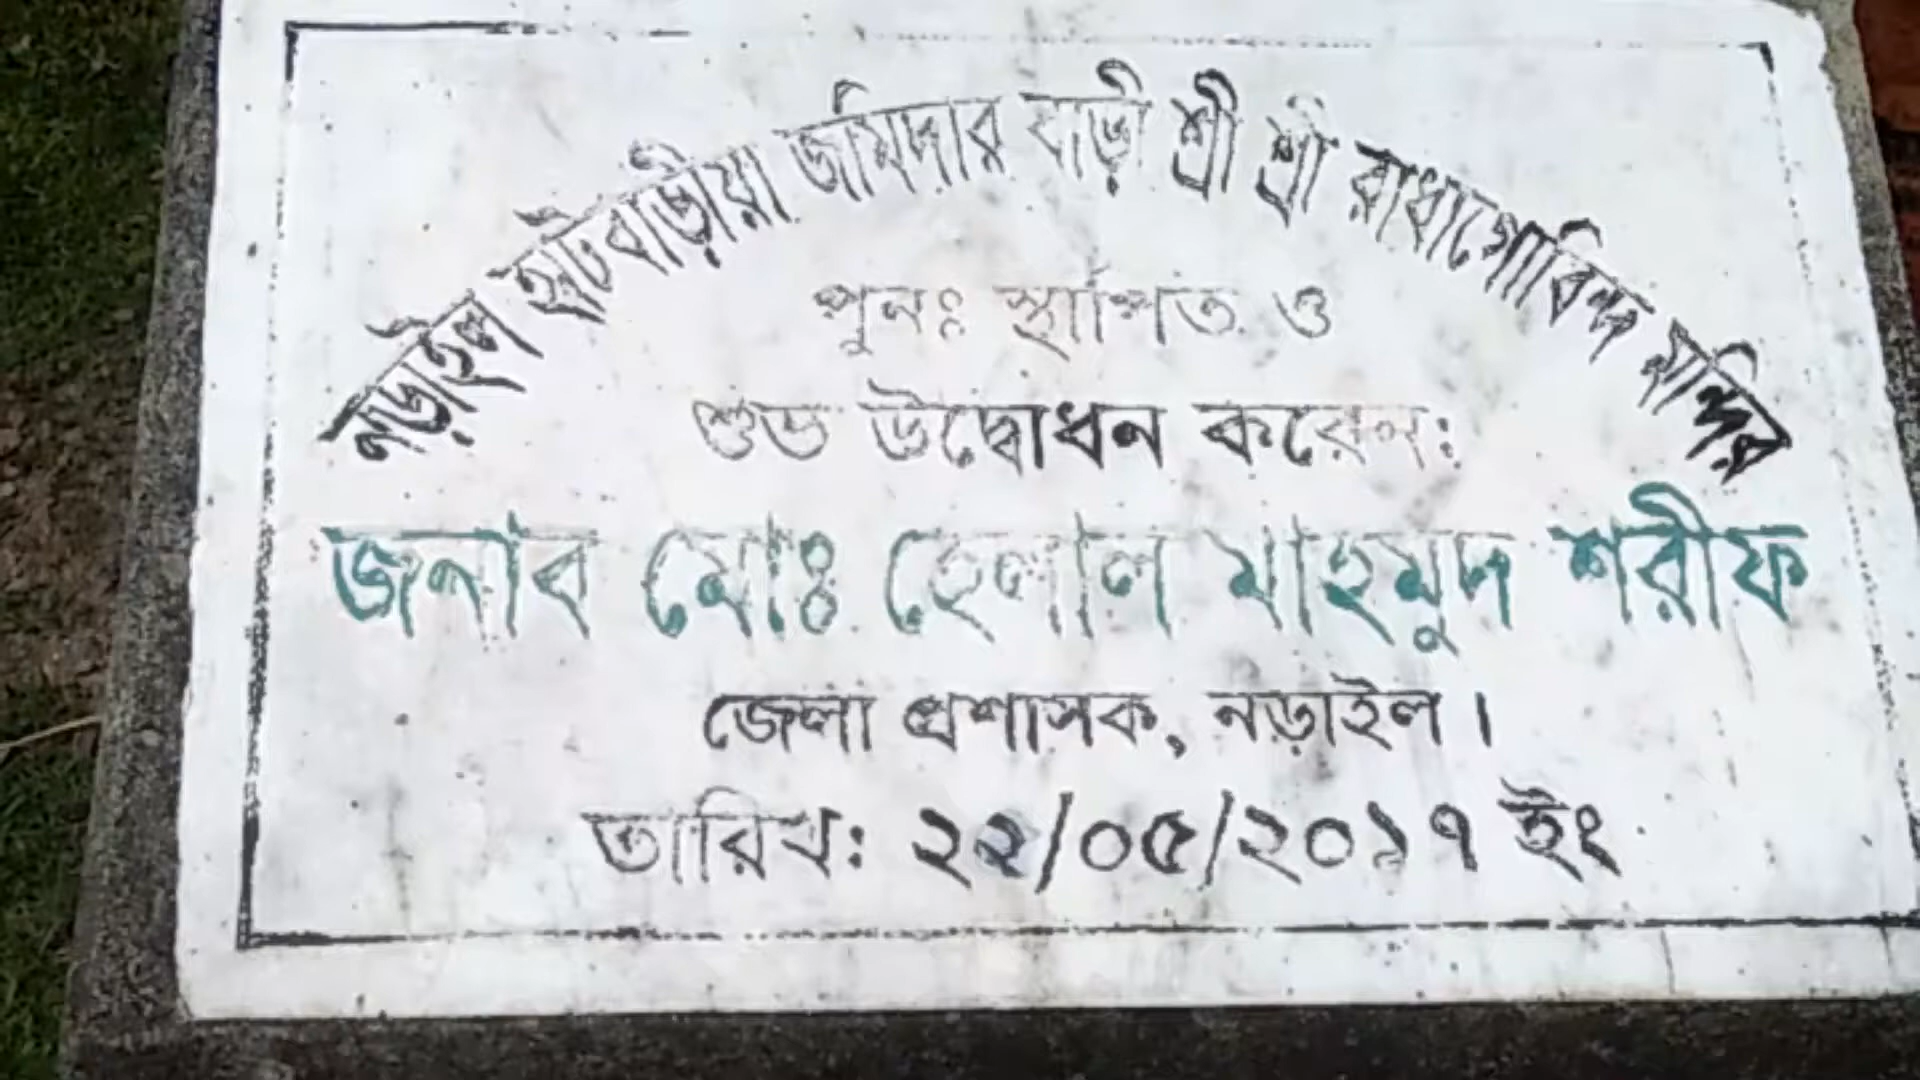 নড়াইল হাটবাড়ীয়া জমিদার বাড়ী শ্রী শ্রী রাধাগোবিন্দ মন্দির
পুনঃ স্থাপিত ও
শুভ উদ্বোধন করেন:
জনাব মোঃ হেলাল মাহমুদ শরীফ
জেলা প্রশাসক, নড়াইল।
তারিখ: ২২/০৫/২০১৭ ইং